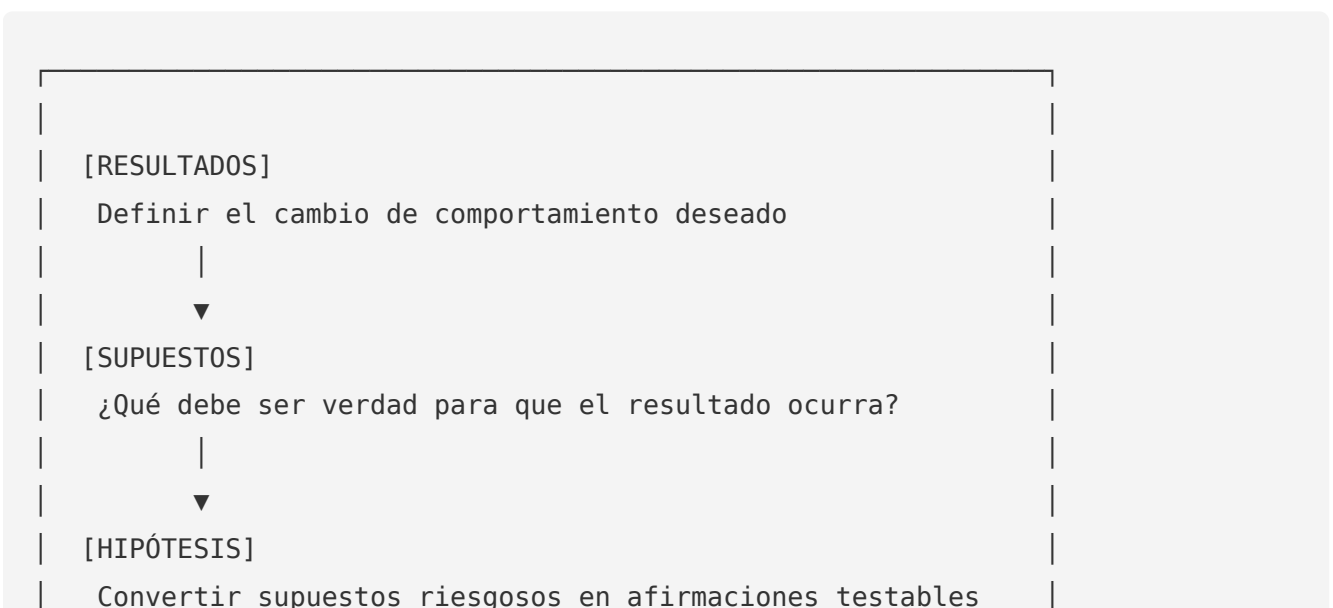 [RESULTADOS]
Definir el cambio de comportamiento deseado
[SUPUESTOS]
¿Qué debe ser verdad para que el resultado ocurra?
[HIPÓTESIS]
Convertir supuestos riesgosos en afirmaciones testables